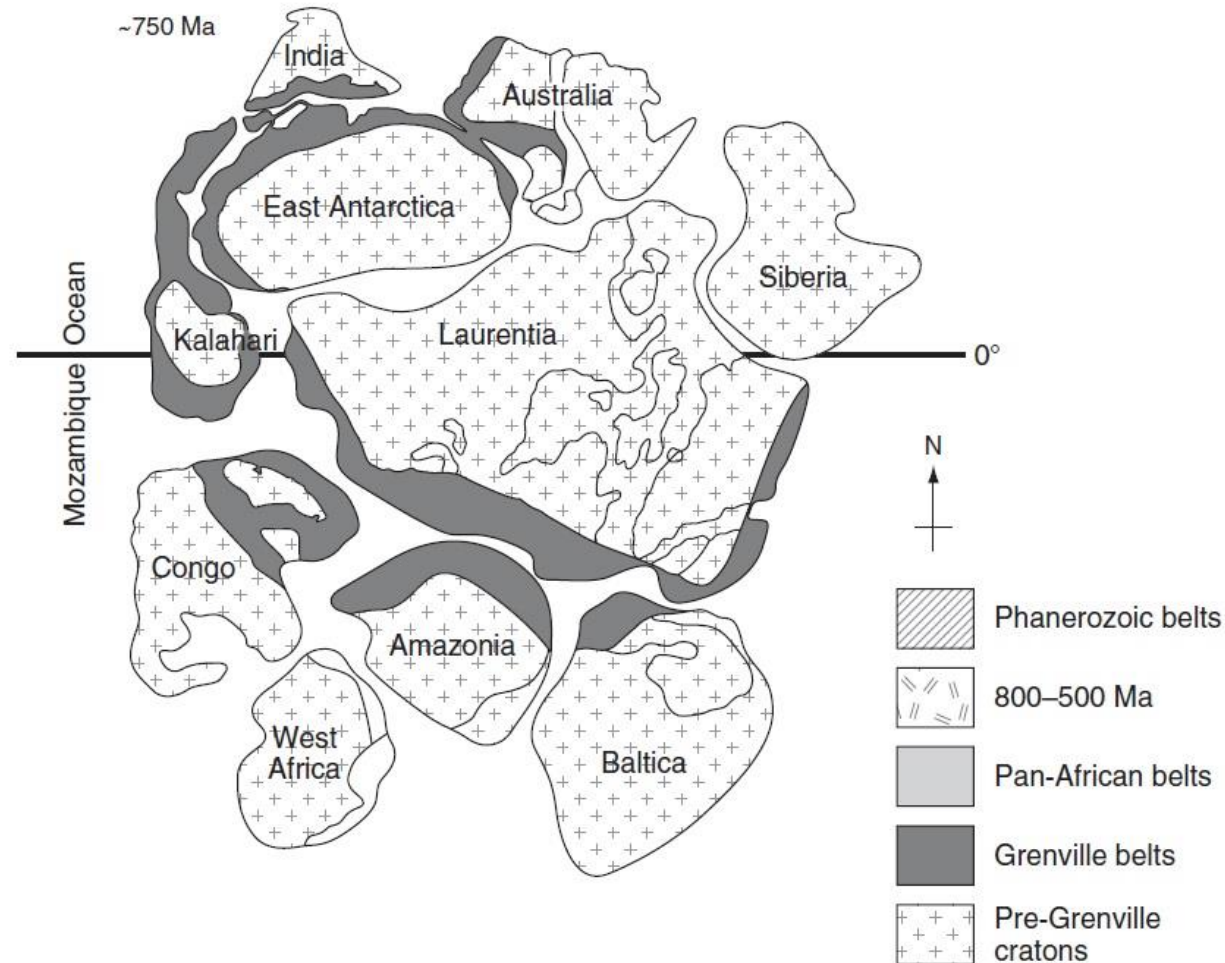 ~750 Ma
India
Australia
East Antarctica
Siberia
Laurentia
Kalahari
0°
Mozambique Ocean
N
Congo
Amazonia
West
Africa
Baltica
Phanerozoic belts
800–500 Ma
Pan-African belts
Grenville belts
Pre-Grenville
cratons